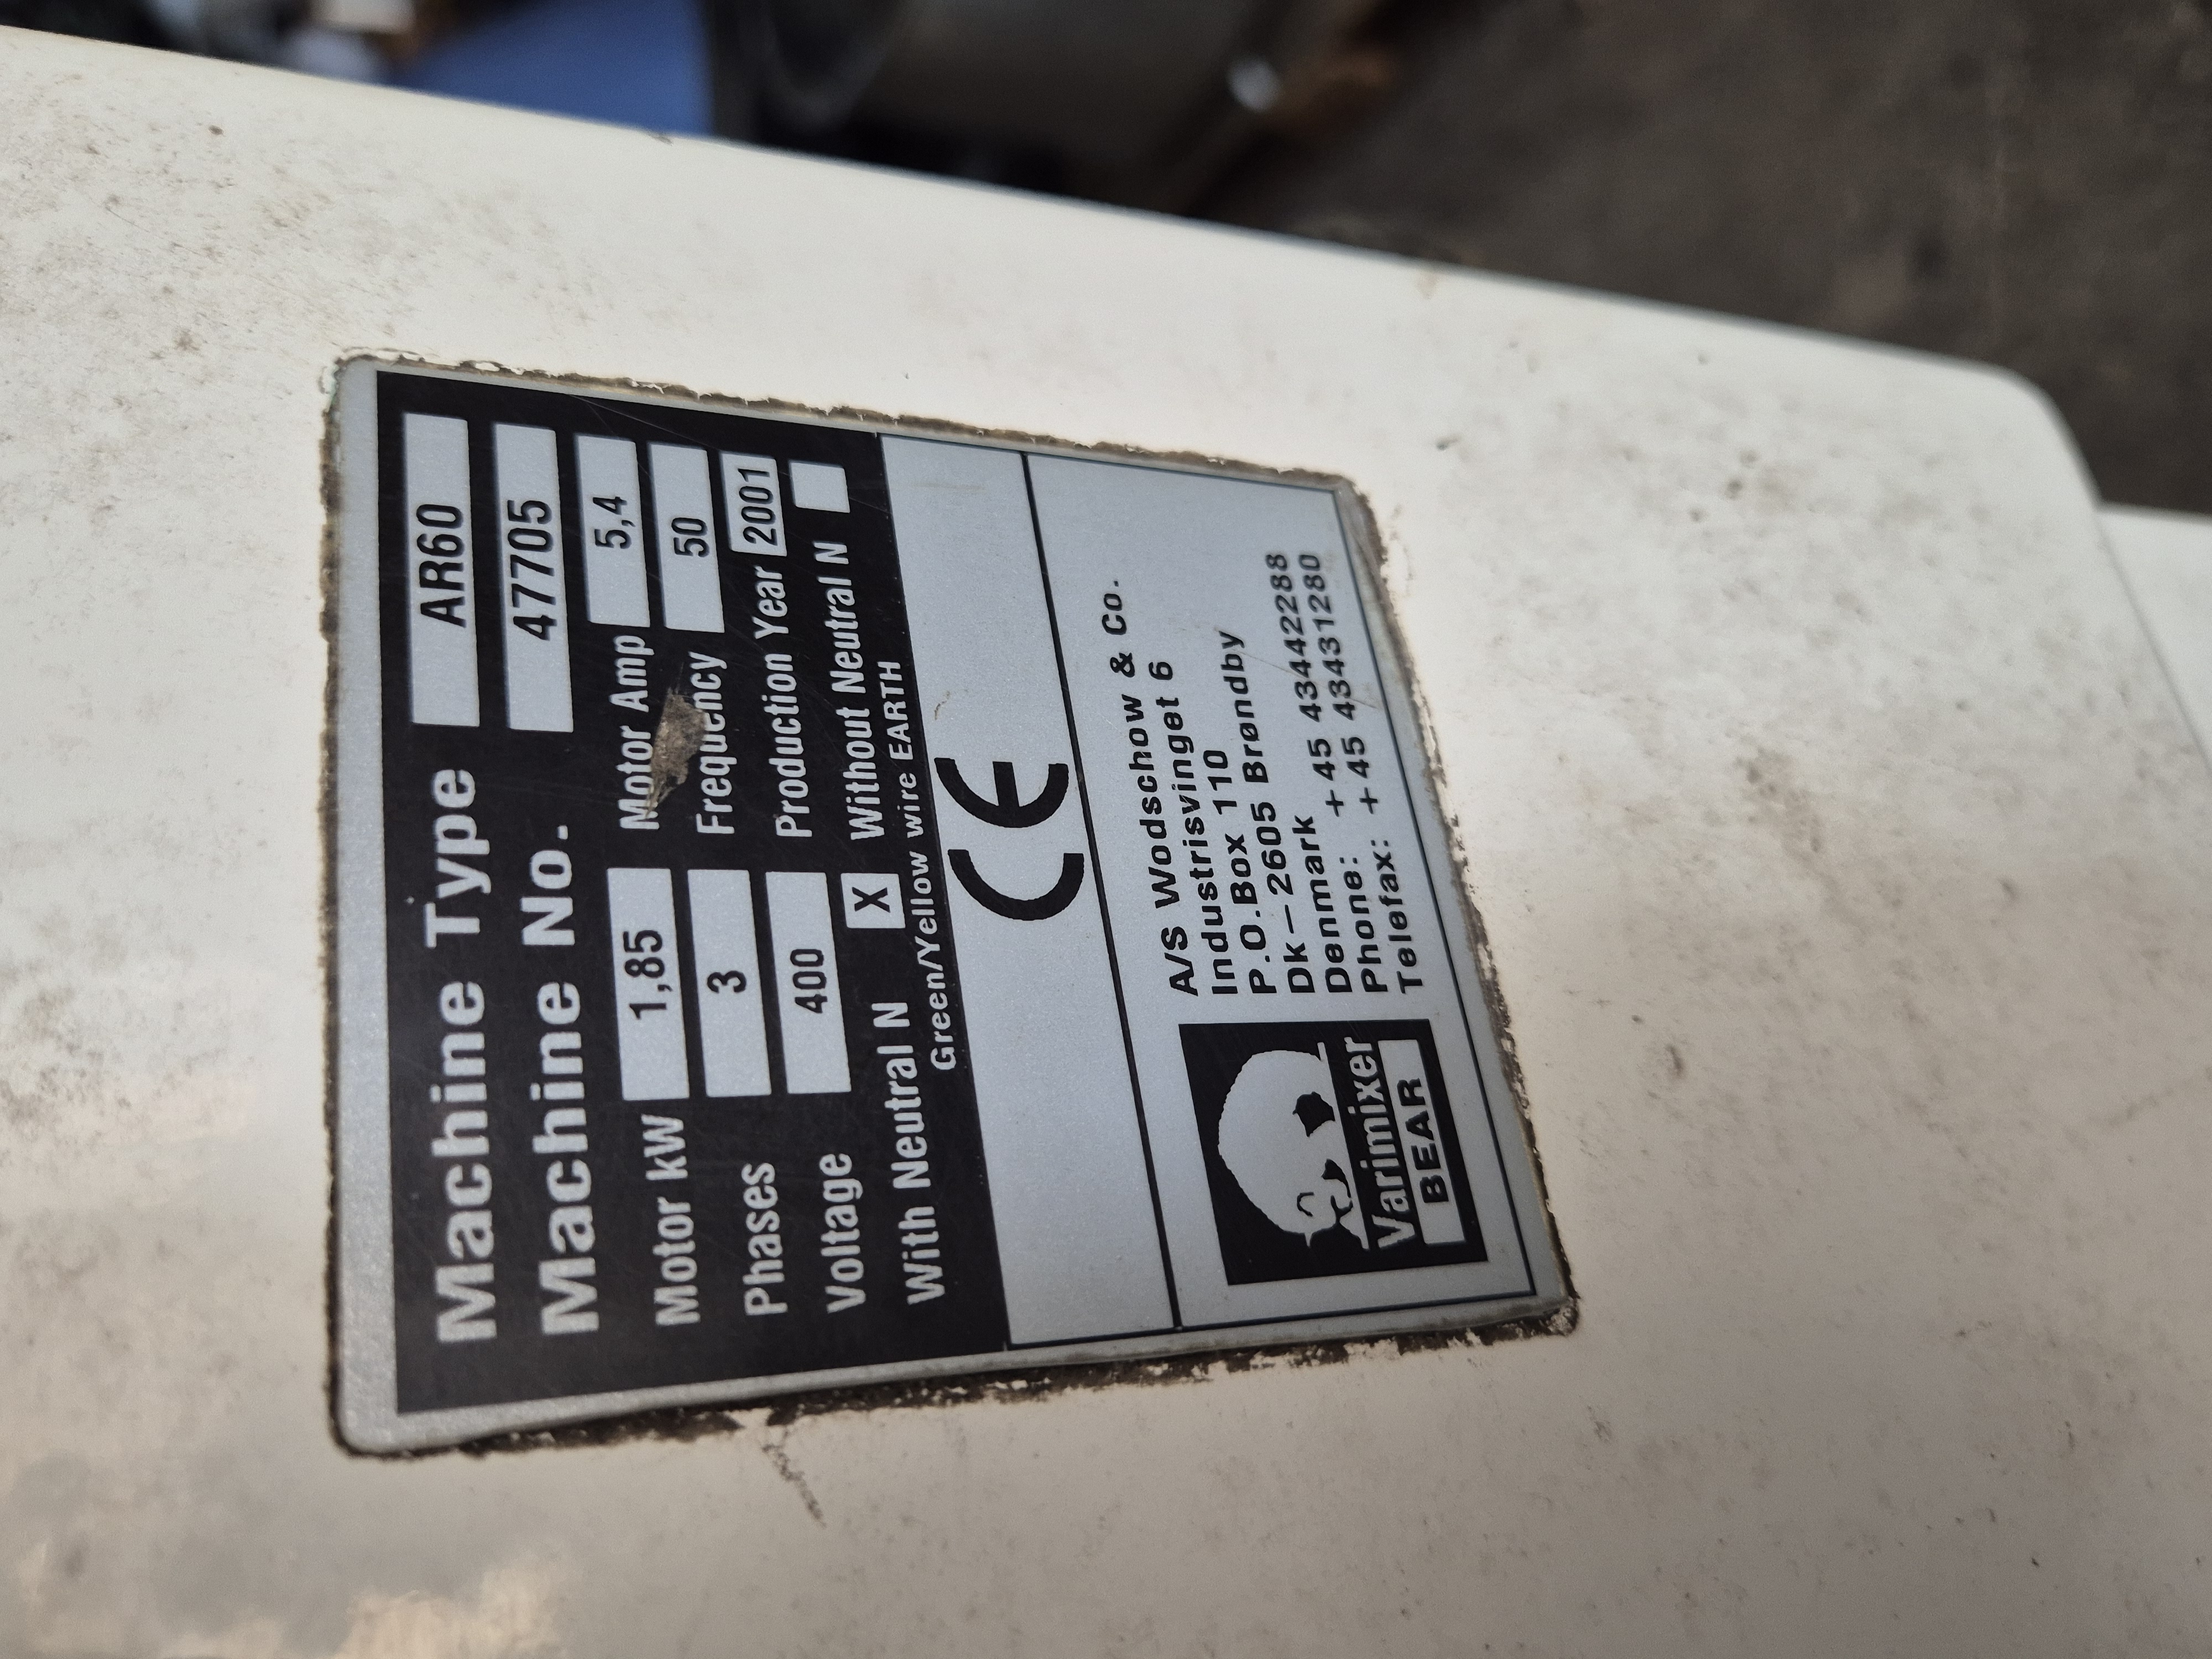 Machine Type AR60
Machine No. 47705
Motor kW 1,85 Motor Amp 5,4
Phases 3 Frequency 50
Voltage 400 Production Year 2001
With Neutral N X Without Neutral N
Green/Yellow wire EARTH
CE
A/S Wodschow & Co.
Industrisvinget 6
P.O.Box 110
Dk-2605 Brøndby
Denmark
Phone: +45 43442288
Telefax: +45 43431280
Varimixer
BEAR